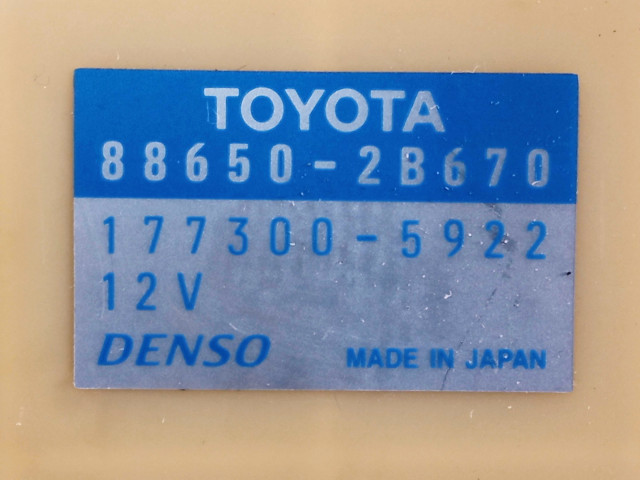 TOYOTA
88650-2B670
177300-5922
12V
DENSO MADE IN JAPAN